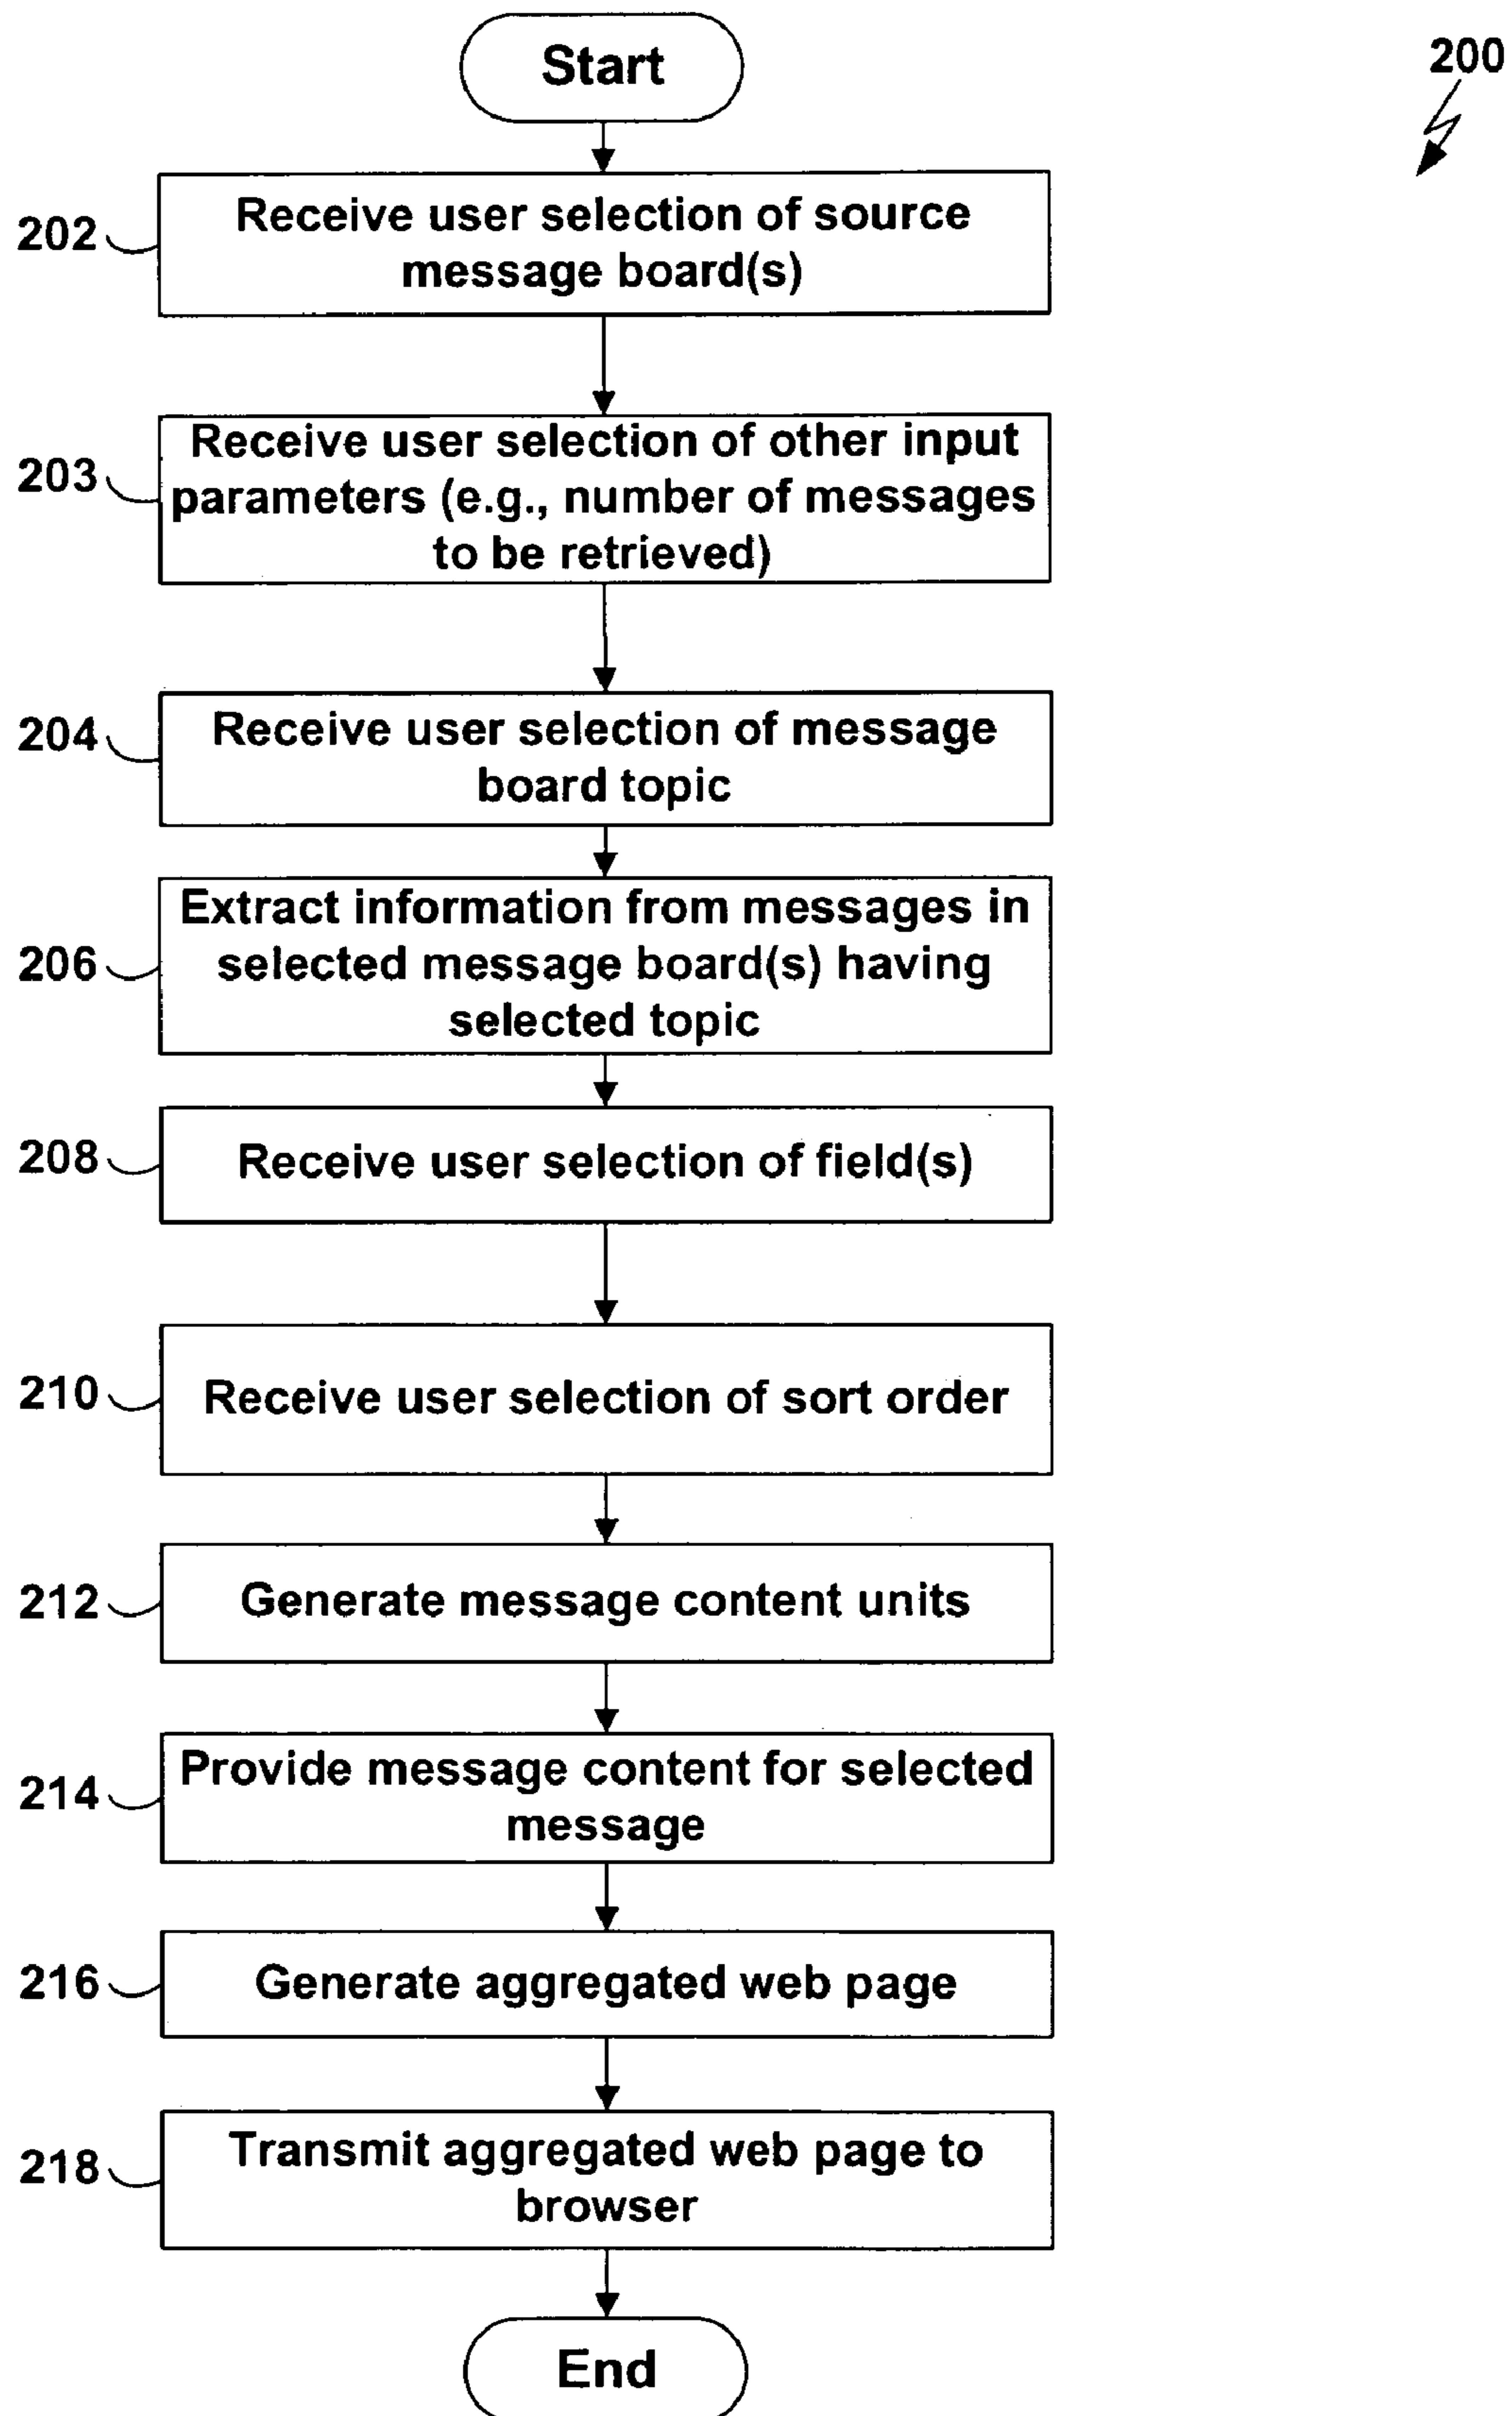 Start
200
202
Receive user selection of source
message board(s)
203
Receive user selection of other input
parameters (e.g., number of messages
to be retrieved)
204
Receive user selection of message
board topic
206
Extract information from messages in
selected message board(s) having
selected topic
208
Receive user selection of field(s)
210
Receive user selection of sort order
212
Generate message content units
214
Provide message content for selected
message
216
Generate aggregated web page
218
Transmit aggregated web page to
browser
End